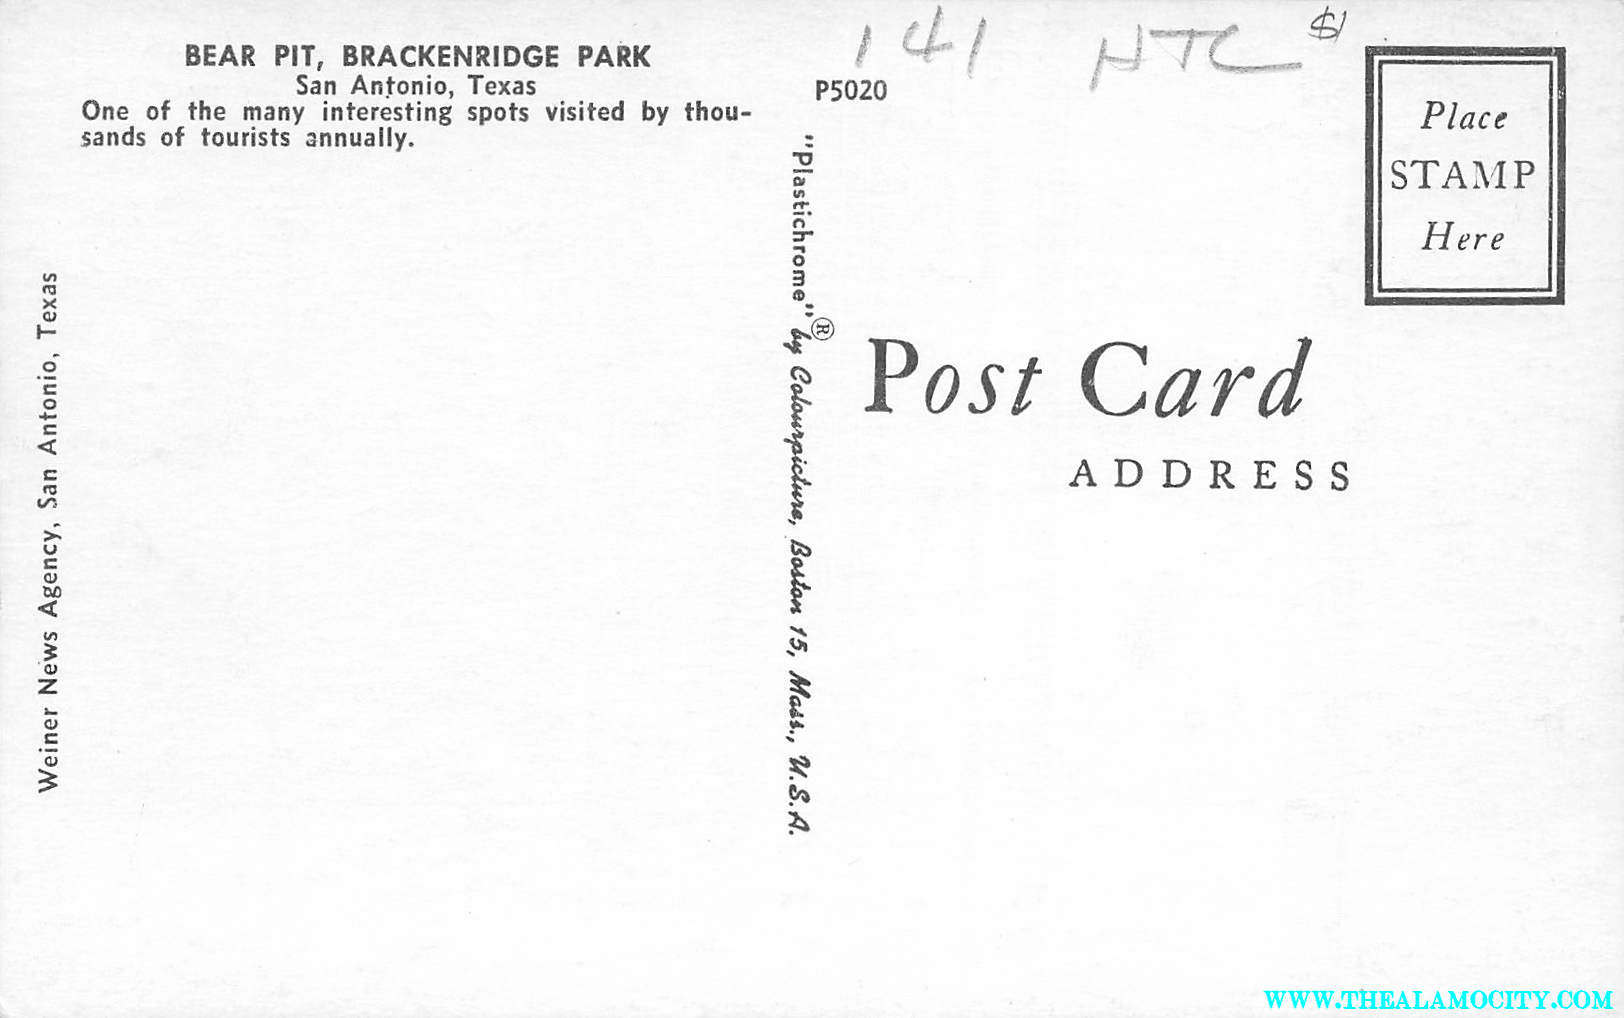 BEAR PIT, BRACKENRIDGE PARK
San Antonio, Texas
One of the many interesting spots visited by thou-
sands of tourists annually.
Weiner News Agency, San Antonio, Texas
P5020
"Plastichrome"® by Colourpicture, Boston 15, Mass., U.S.A.
141 NTC $1
Place
STAMP
Here
Post Card
ADDRESS
WWW.THEALAMOCITY.COM